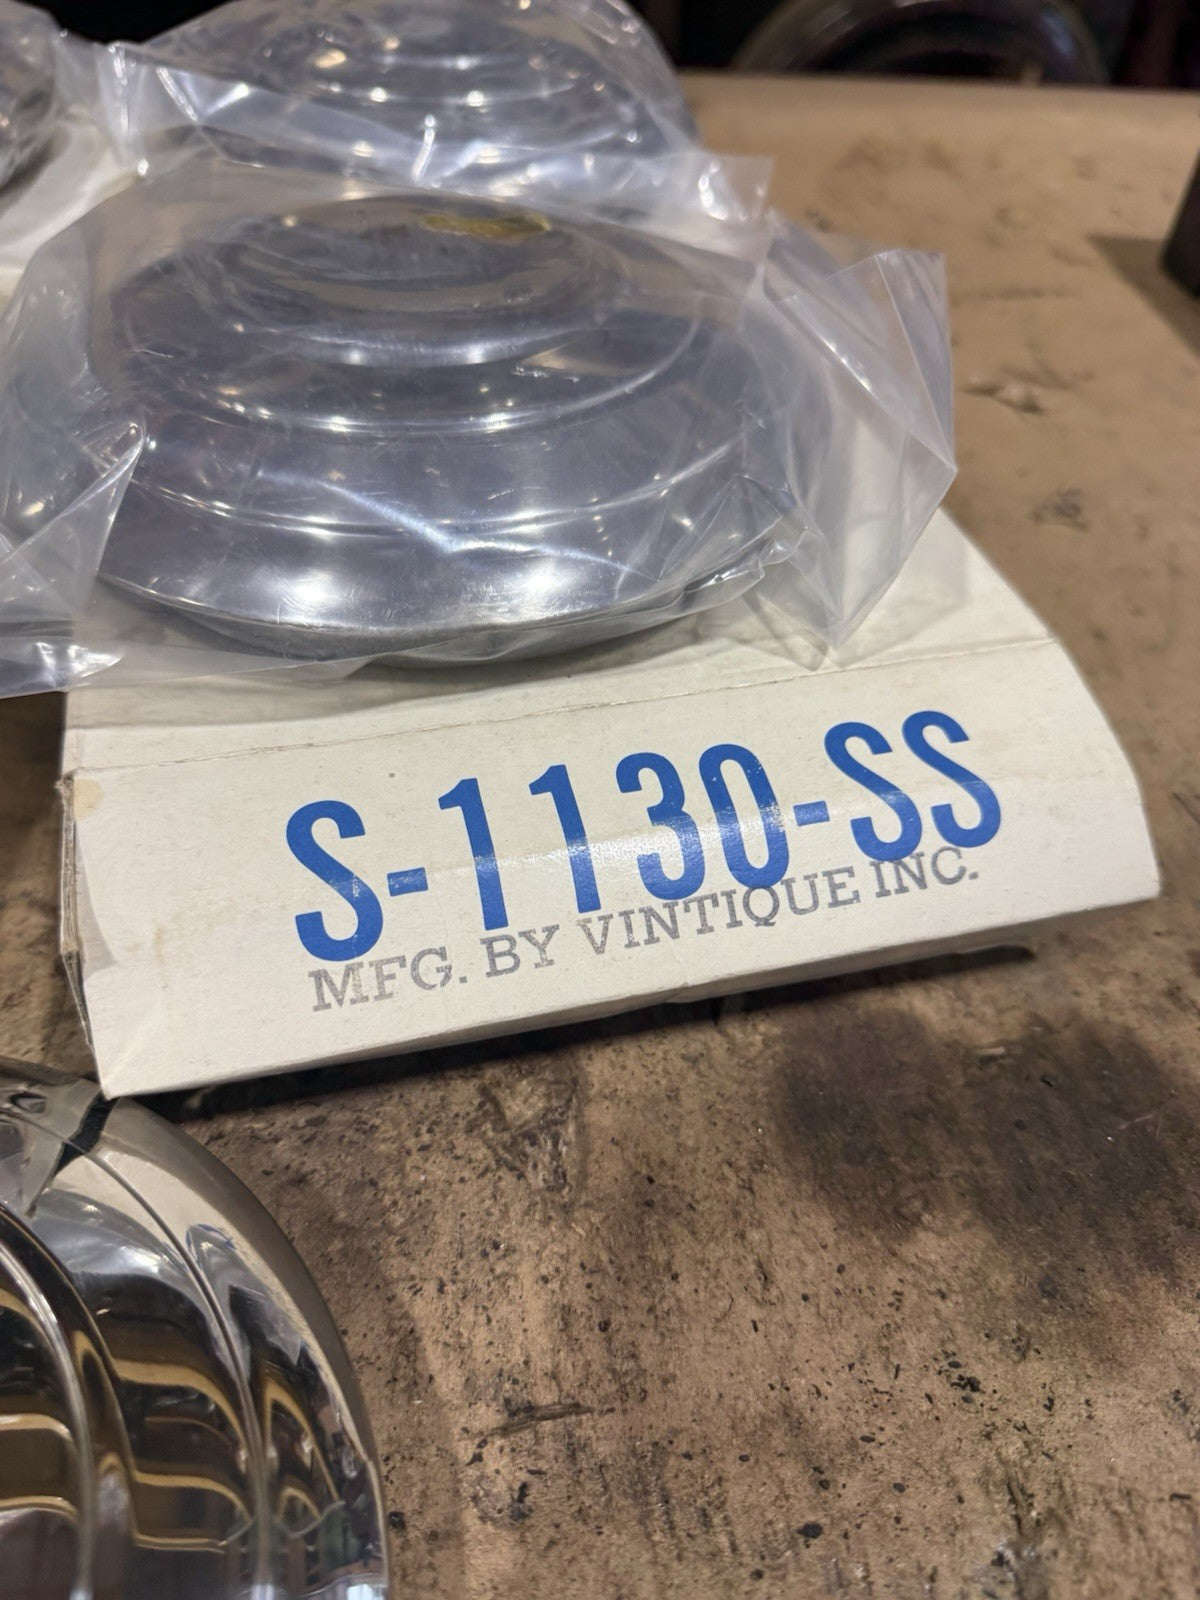 S-1130-SS
MFG. BY VINTIQUE INC.